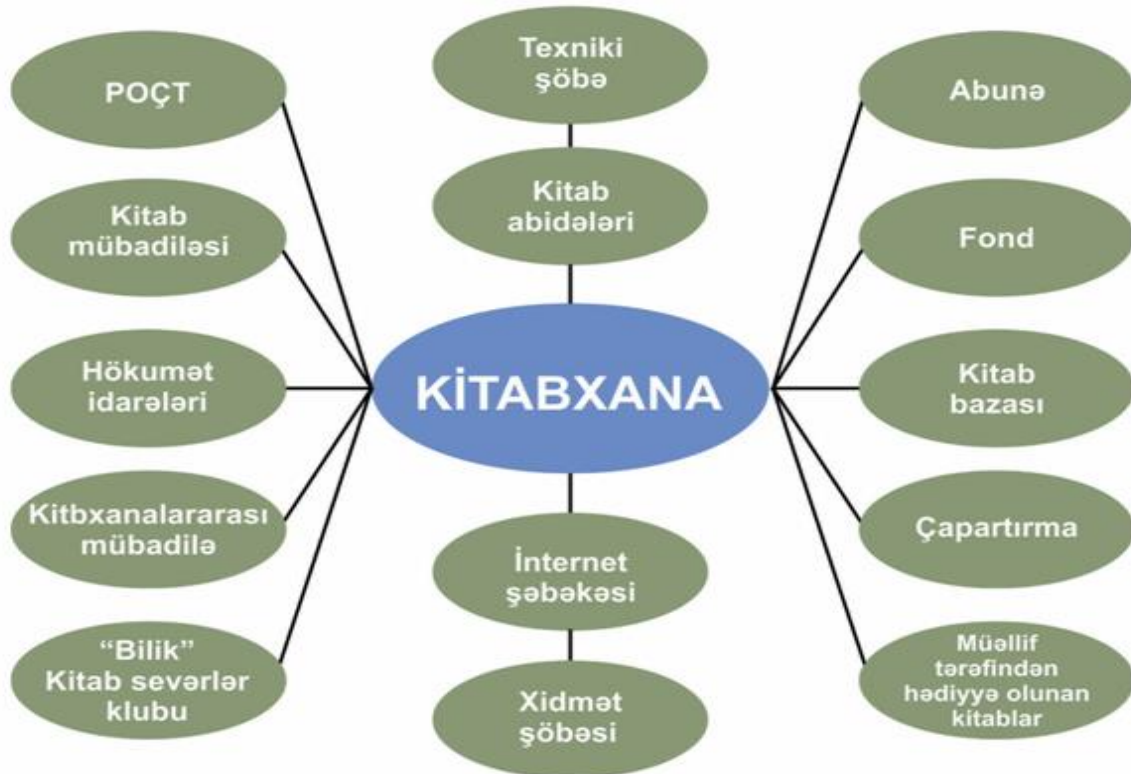 POÇT
Kitab
mübadiləsi
Hökumət
idarələri
Kitbxanalararası
mübadilə
“Bilik”
Kitab sevərlər
klubu
Texniki
şöbə
Kitab
abidələri
KİTABXANA
İnternet
şəbəkəsi
Xidmət
şöbəsi
Abunə
Fond
Kitab
bazası
Çapartırma
Müəllif
tərəfindən
hədiyyə olunan
kitablar